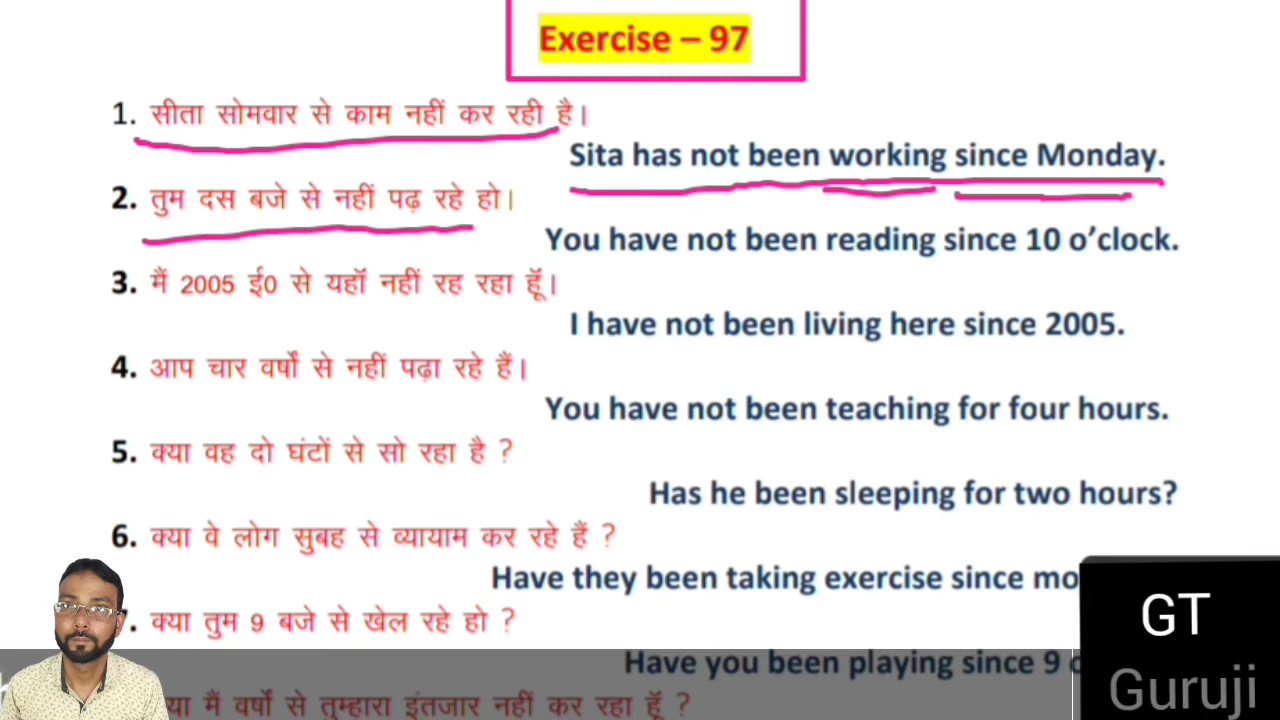 Exercise – 97
1. सीता सोमवार से काम नहीं कर रही है।
Sita has not been working since Monday.
2. तुम दस बजे से नहीं पढ़ रहे हो।
You have not been reading since 10 o’clock.
3. मैं 2005 ई0 से यहॉ नहीं रह रहा हूॅ।
I have not been living here since 2005.
4. आप चार वर्षों से नहीं पढ़ा रहे हैं।
You have not been teaching for four hours.
5. क्या वह दो घंटों से सो रहा है ?
Has he been sleeping for two hours?
6. क्या वे लोग सुबह से व्यायाम कर रहे हैं ?
Have they been taking exercise since mo
7. क्या तुम 9 बजे से खेल रहे हो ?
Have you been playing since 9
मैं वर्षों से तुम्हारा इंतजार नहीं कर रहा हूॅ ?
GT
Guruji